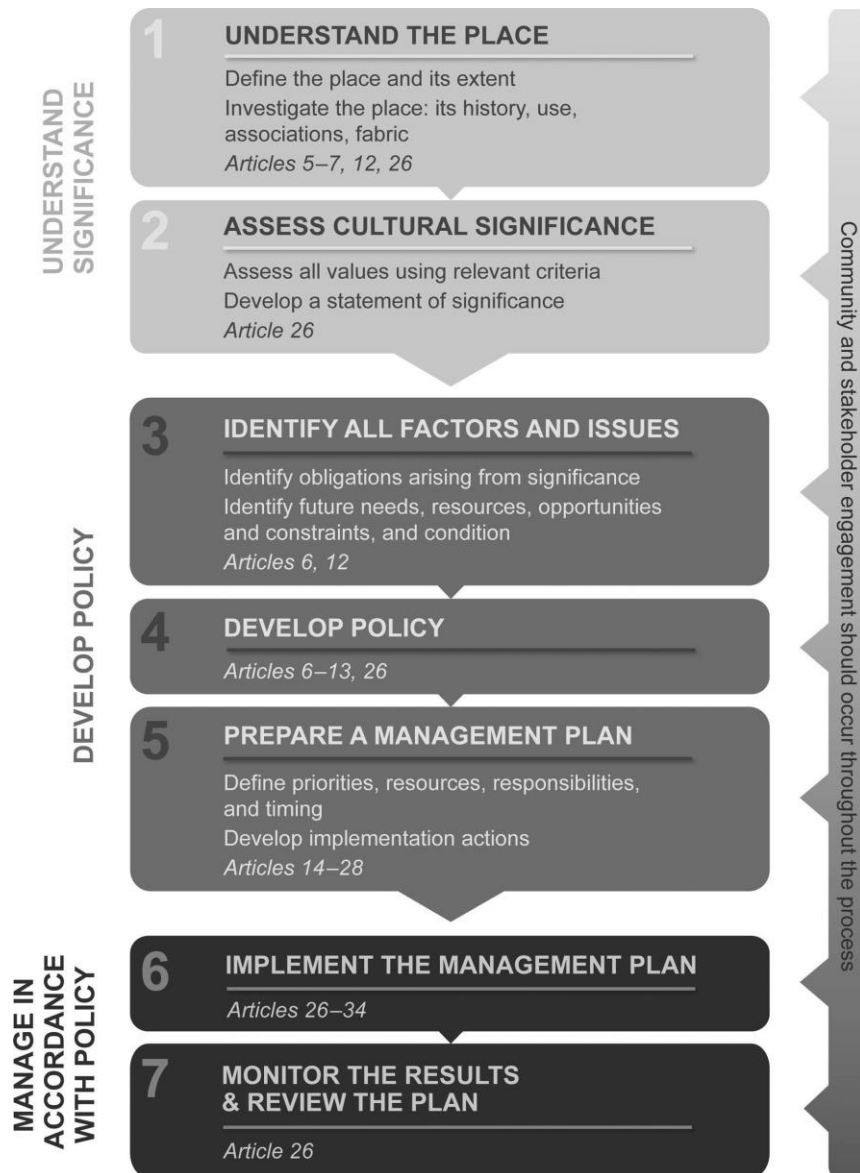 UNDERSTAND
SIGNIFICANCE
1
UNDERSTAND THE PLACE
Define the place and its extent
Investigate the place: its history, use,
associations, fabric
Articles 5–7, 12, 26
2
ASSESS CULTURAL SIGNIFICANCE
Assess all values using relevant criteria
Develop a statement of significance
Article 26
DEVELOP POLICY
3
IDENTIFY ALL FACTORS AND ISSUES
Identify obligations arising from significance
Identify future needs, resources, opportunities
and constraints, and condition
Articles 6, 12
4
DEVELOP POLICY
Articles 6–13, 26
5
PREPARE A MANAGEMENT PLAN
Define priorities, resources, responsibilities,
and timing
Develop implementation actions
Articles 14–28
MANAGE IN
ACCORDANCE
WITH POLICY
6
IMPLEMENT THE MANAGEMENT PLAN
Articles 26–34
7
MONITOR THE RESULTS
& REVIEW THE PLAN
Article 26
Community and stakeholder engagement should occur throughout the process